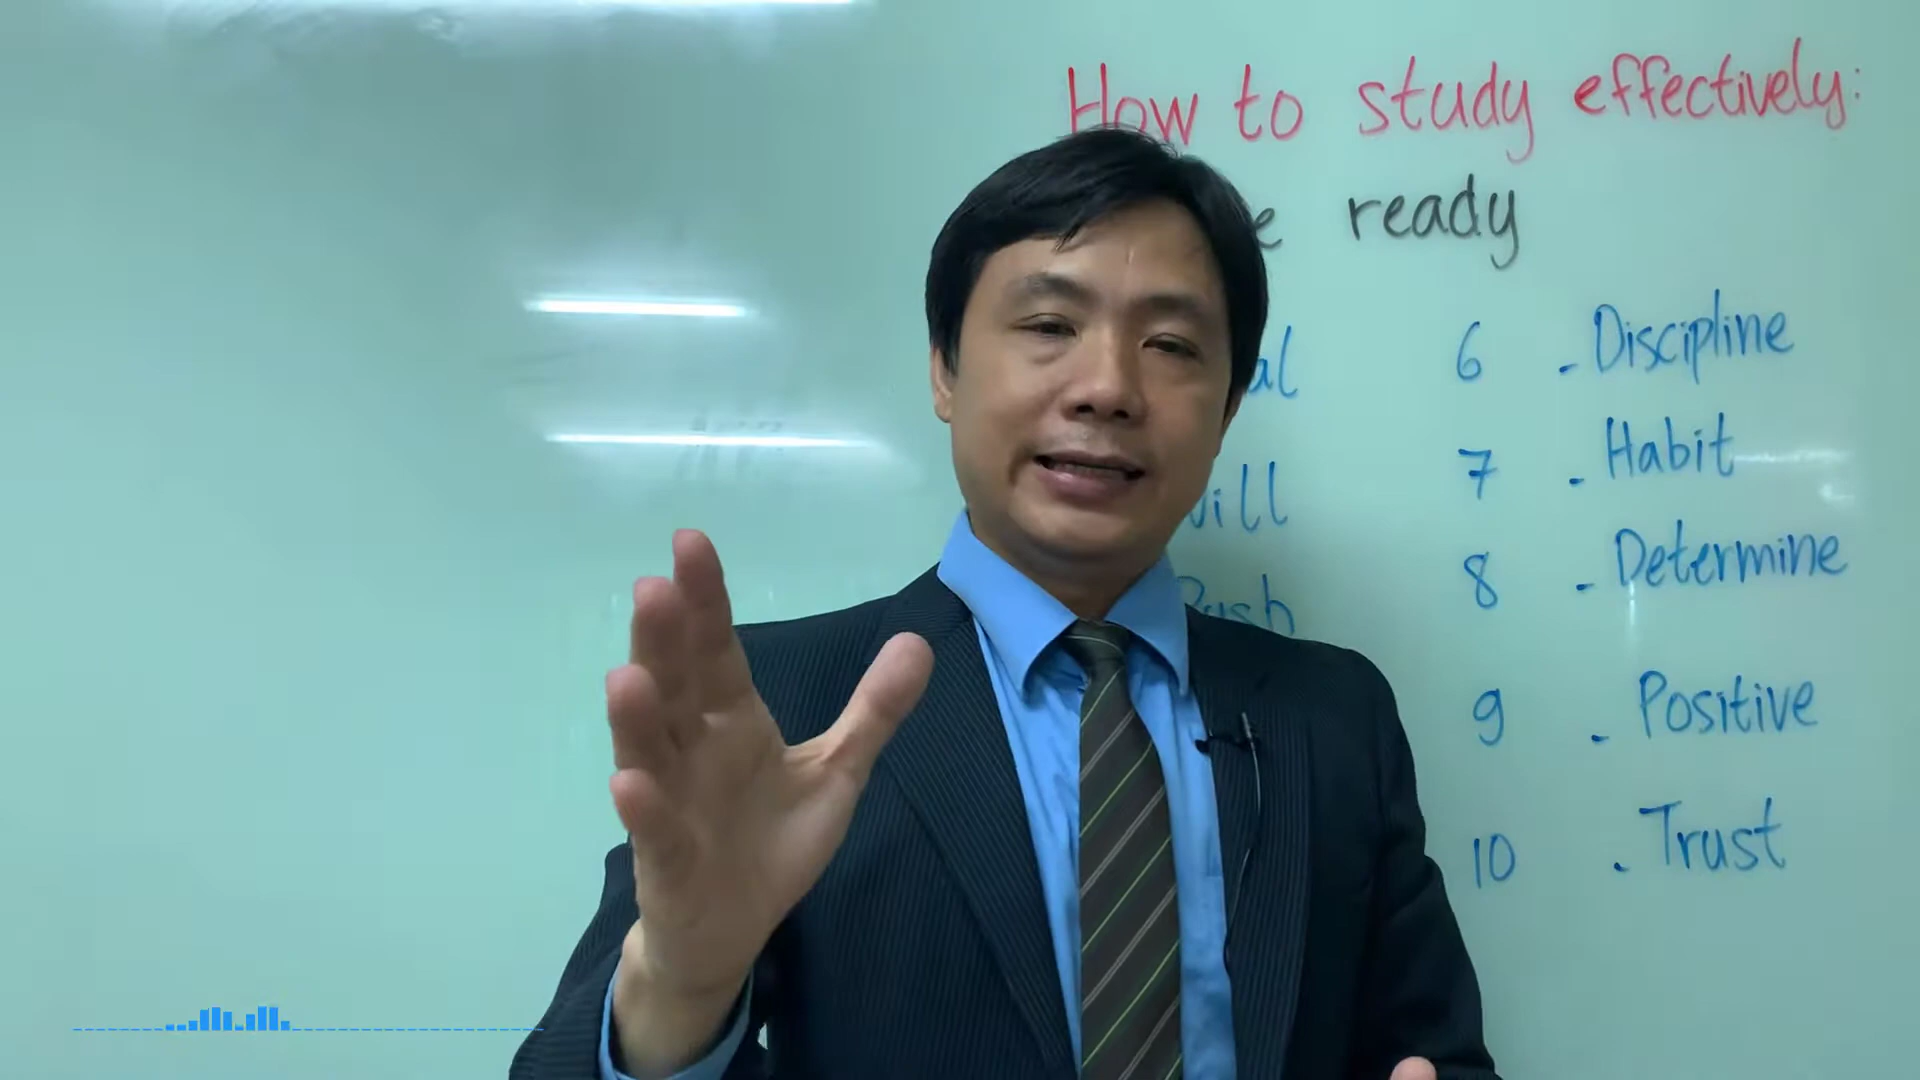 How to study effectively:
ready
6 - Discipline
7 - Habit
8 - Determine
9 - Positive
10 . Trust